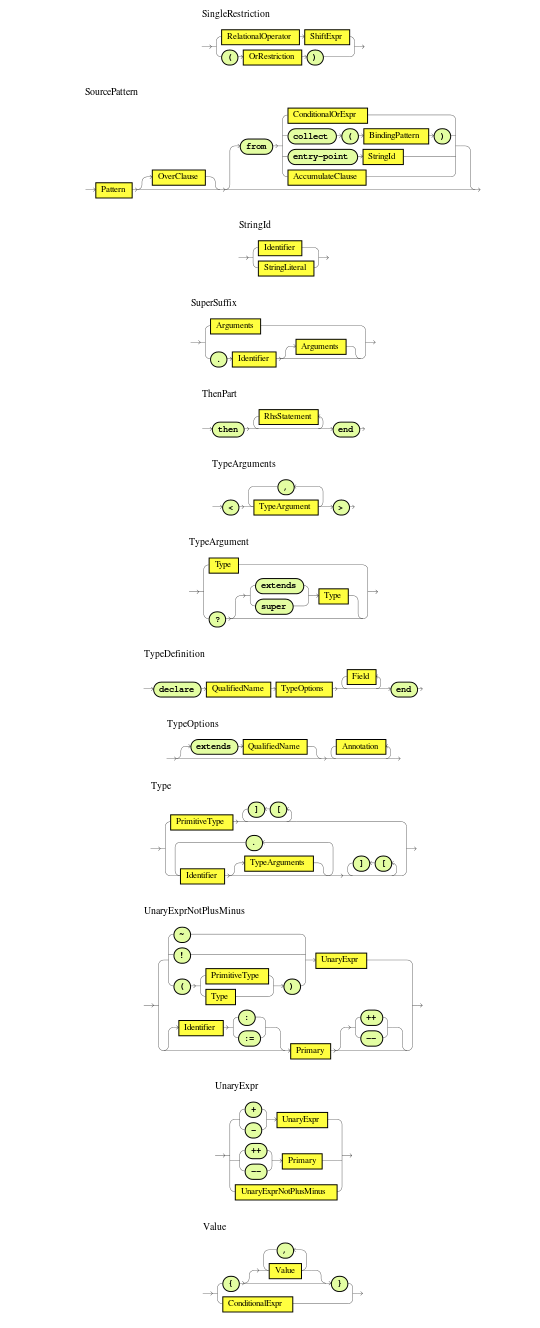 SingleRestriction
RelationalOperator ShiftExpr
( OrRestriction )
SourcePattern
ConditionalOrExpr
collect ( BindingPattern )
from
entry-point StringId
OverClause AccumulateClause
Pattern
StringId
Identifier
StringLiteral
SuperSuffix
Arguments
Arguments
. Identifier
ThenPart
RhsStatement
then end
TypeArguments
,
< TypeArgument >
TypeArgument
Type
extends
Type
super
?
TypeDefinition
Field
declare QualifiedName TypeOptions end
TypeOptions
extends QualifiedName Annotation
Type
] [
PrimitiveType
.
TypeArguments ] [
Identifier
UnaryExprNotPlusMinus
~
!
UnaryExpr
PrimitiveType
( )
Type
: ++
Identifier
:= --
Primary
UnaryExpr
+
UnaryExpr
-
++
Primary
--
UnaryExprNotPlusMinus
Value
,
Value
{ }
ConditionalExpr